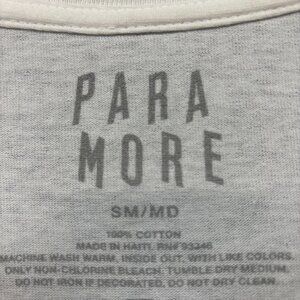 PARA
MORE
SM/MD
100% COTTON
MADE IN HAITI, RN# 93246
MACHINE WASH WARM, INSIDE OUT, WITH LIKE COLORS.
ONLY NON-CHLORINE BLEACH. TUMBLE DRY MEDIUM.
DO NOT IRON IF DECORATED. DO NOT DRY CLEAN.